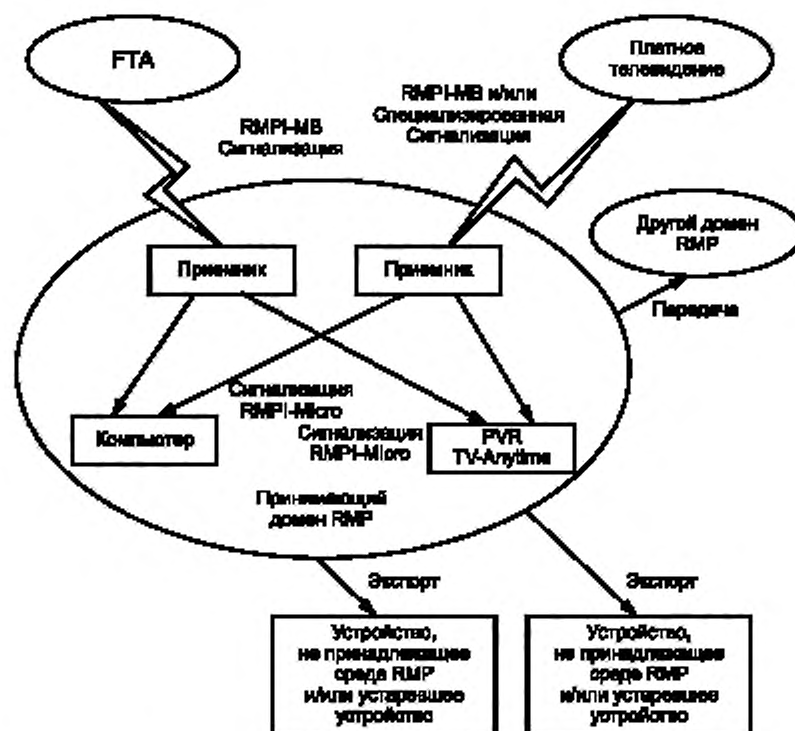 FTA
Платное
телевидение
RMPI-MB и/или
Специализированная
Сигнализация
RMPI-MB
Сигнализация
Другой домен
RMP
Приемник
Приемник
Передача
Сигнализация
RMPI-Micro
Сигнализация
RMPI-Micro
Компьютер
PVR
TV-Anytime
Принимающий
домен RMP
Экспорт
Экспорт
Устройство,
не принадлежащее
среда RMP
и/или устаревшее
устройство
Устройство,
не принадлежащее
среда RMP
и/или устаревшее
устройство